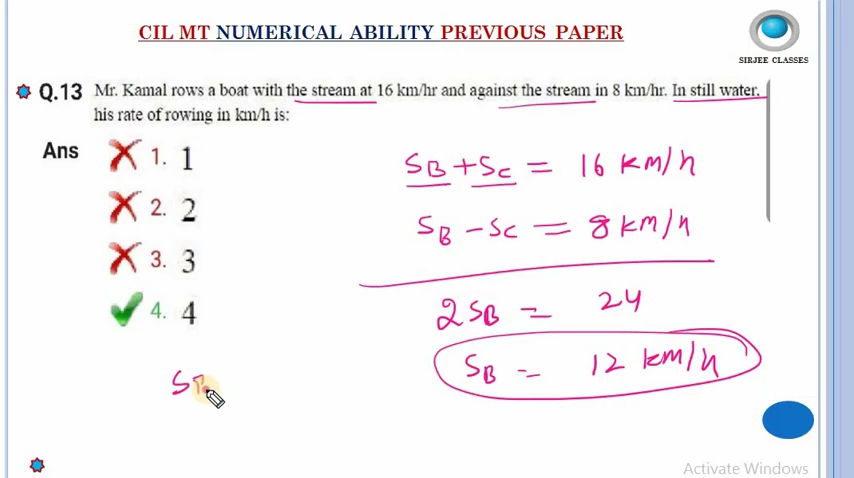 CIL MT NUMERICAL ABILITY PREVIOUS PAPER
SIRJEE CLASSES
Q.13 Mr. Kamal rows a boat with the stream at 16 km/hr and against the stream in 8 km/hr. In still water,
his rate of rowing in km/h is:
Ans
1. 1
2. 2
3. 3
4. 4
SB + SC = 16 km/h
SB - SC = 8 km/h
2SB = 24
SB = 12 km/h
Activate Windows